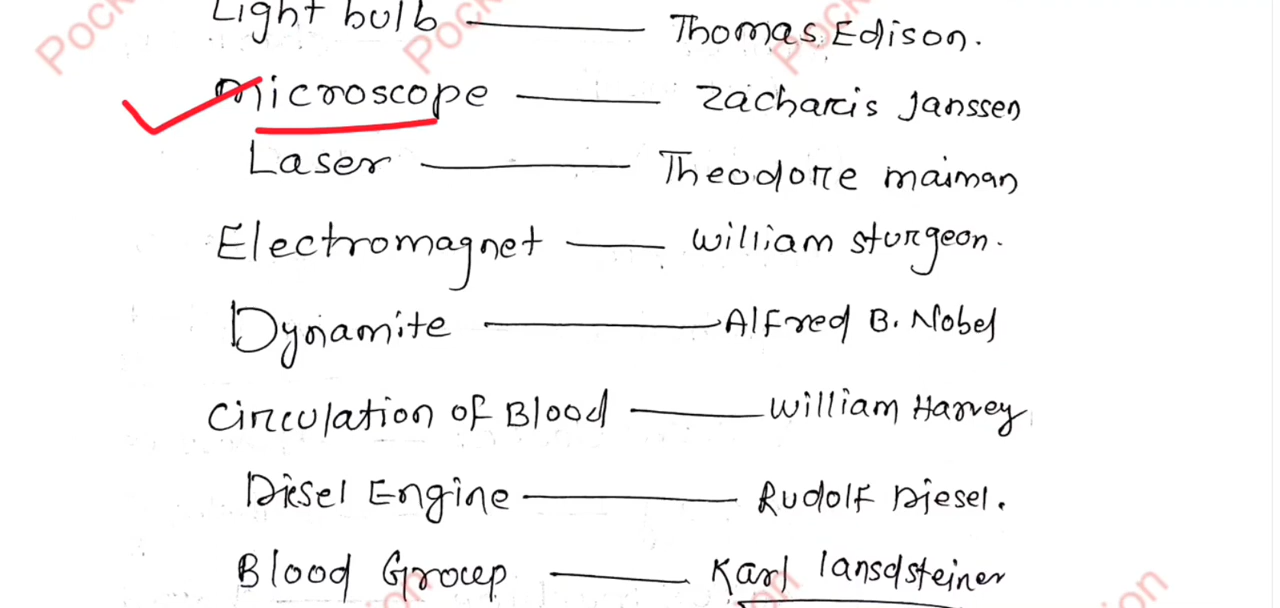 Light bulb — Thomas Edison.
Microscope — Zacharis Janssen
Laser — Theodore maiman
Electromagnet — William Sturgeon.
Dynamite — Alfred B. Nobel
Circulation of Blood — William Harvey
Diesel Engine — Rudolf Diesel.
Blood Group — Karl lansdsteiner